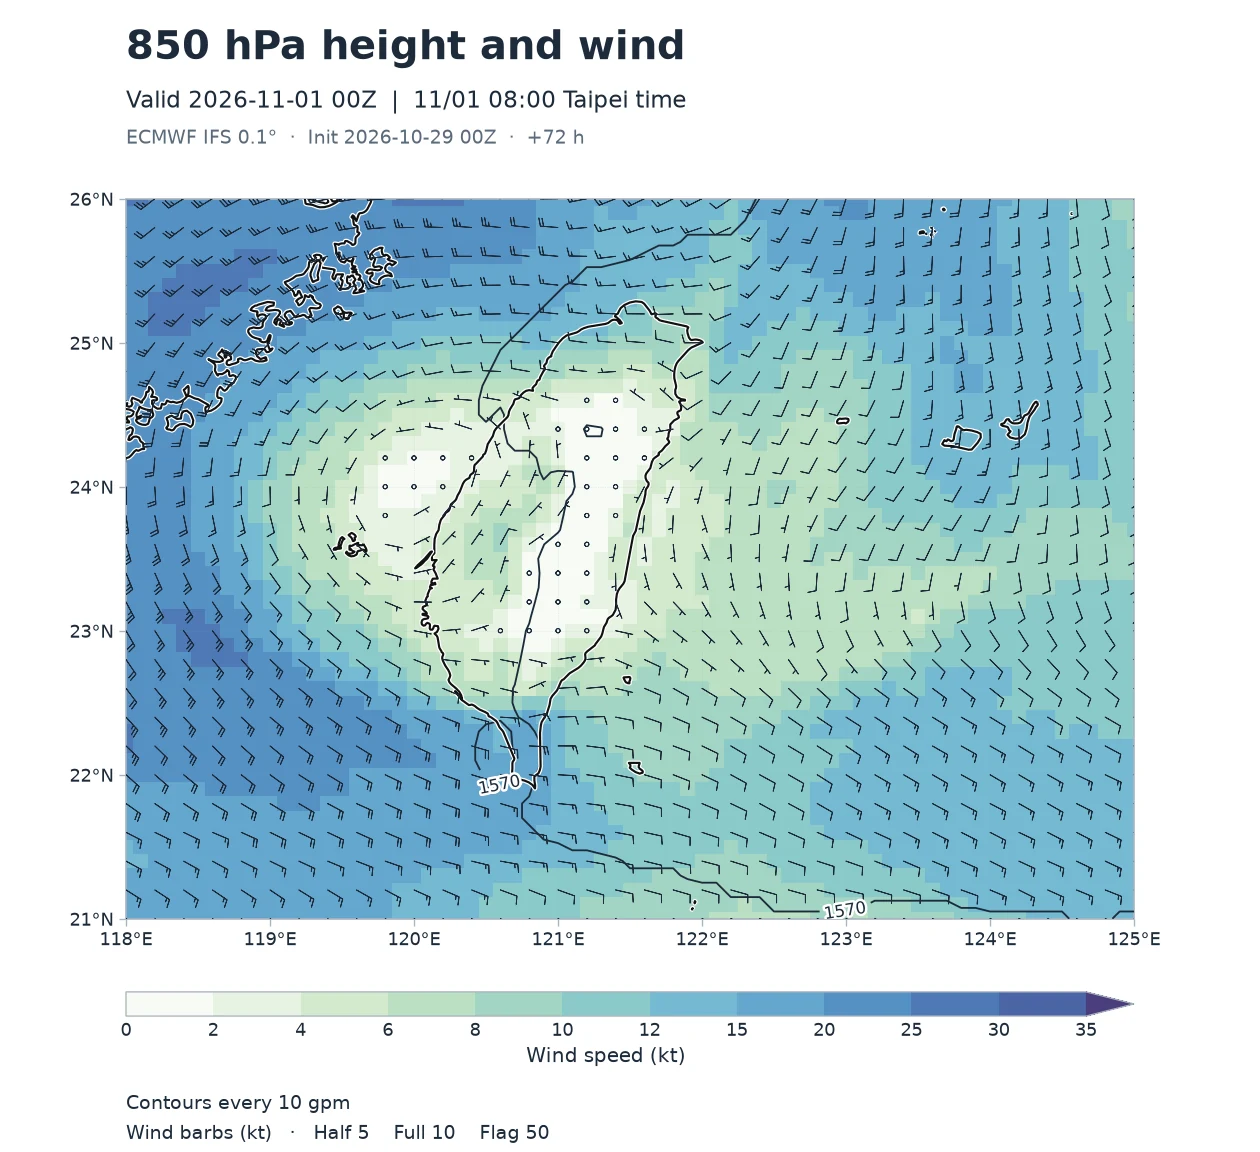 850 hPa height and wind
Valid 2026-11-01 00Z | 11/01 08:00 Taipei time
ECMWF IFS 0.1° · Init 2026-10-29 00Z · +72 h
26°N
25°N
24°N
23°N
22°N
21°N
1570
1570
118°E 119°E 120°E 121°E 122°E 123°E 124°E 125°E
0 2 4 6 8 10 12 15 20 25 30 35
Wind speed (kt)
Contours every 10 gpm
Wind barbs (kt) · Half 5 Full 10 Flag 50